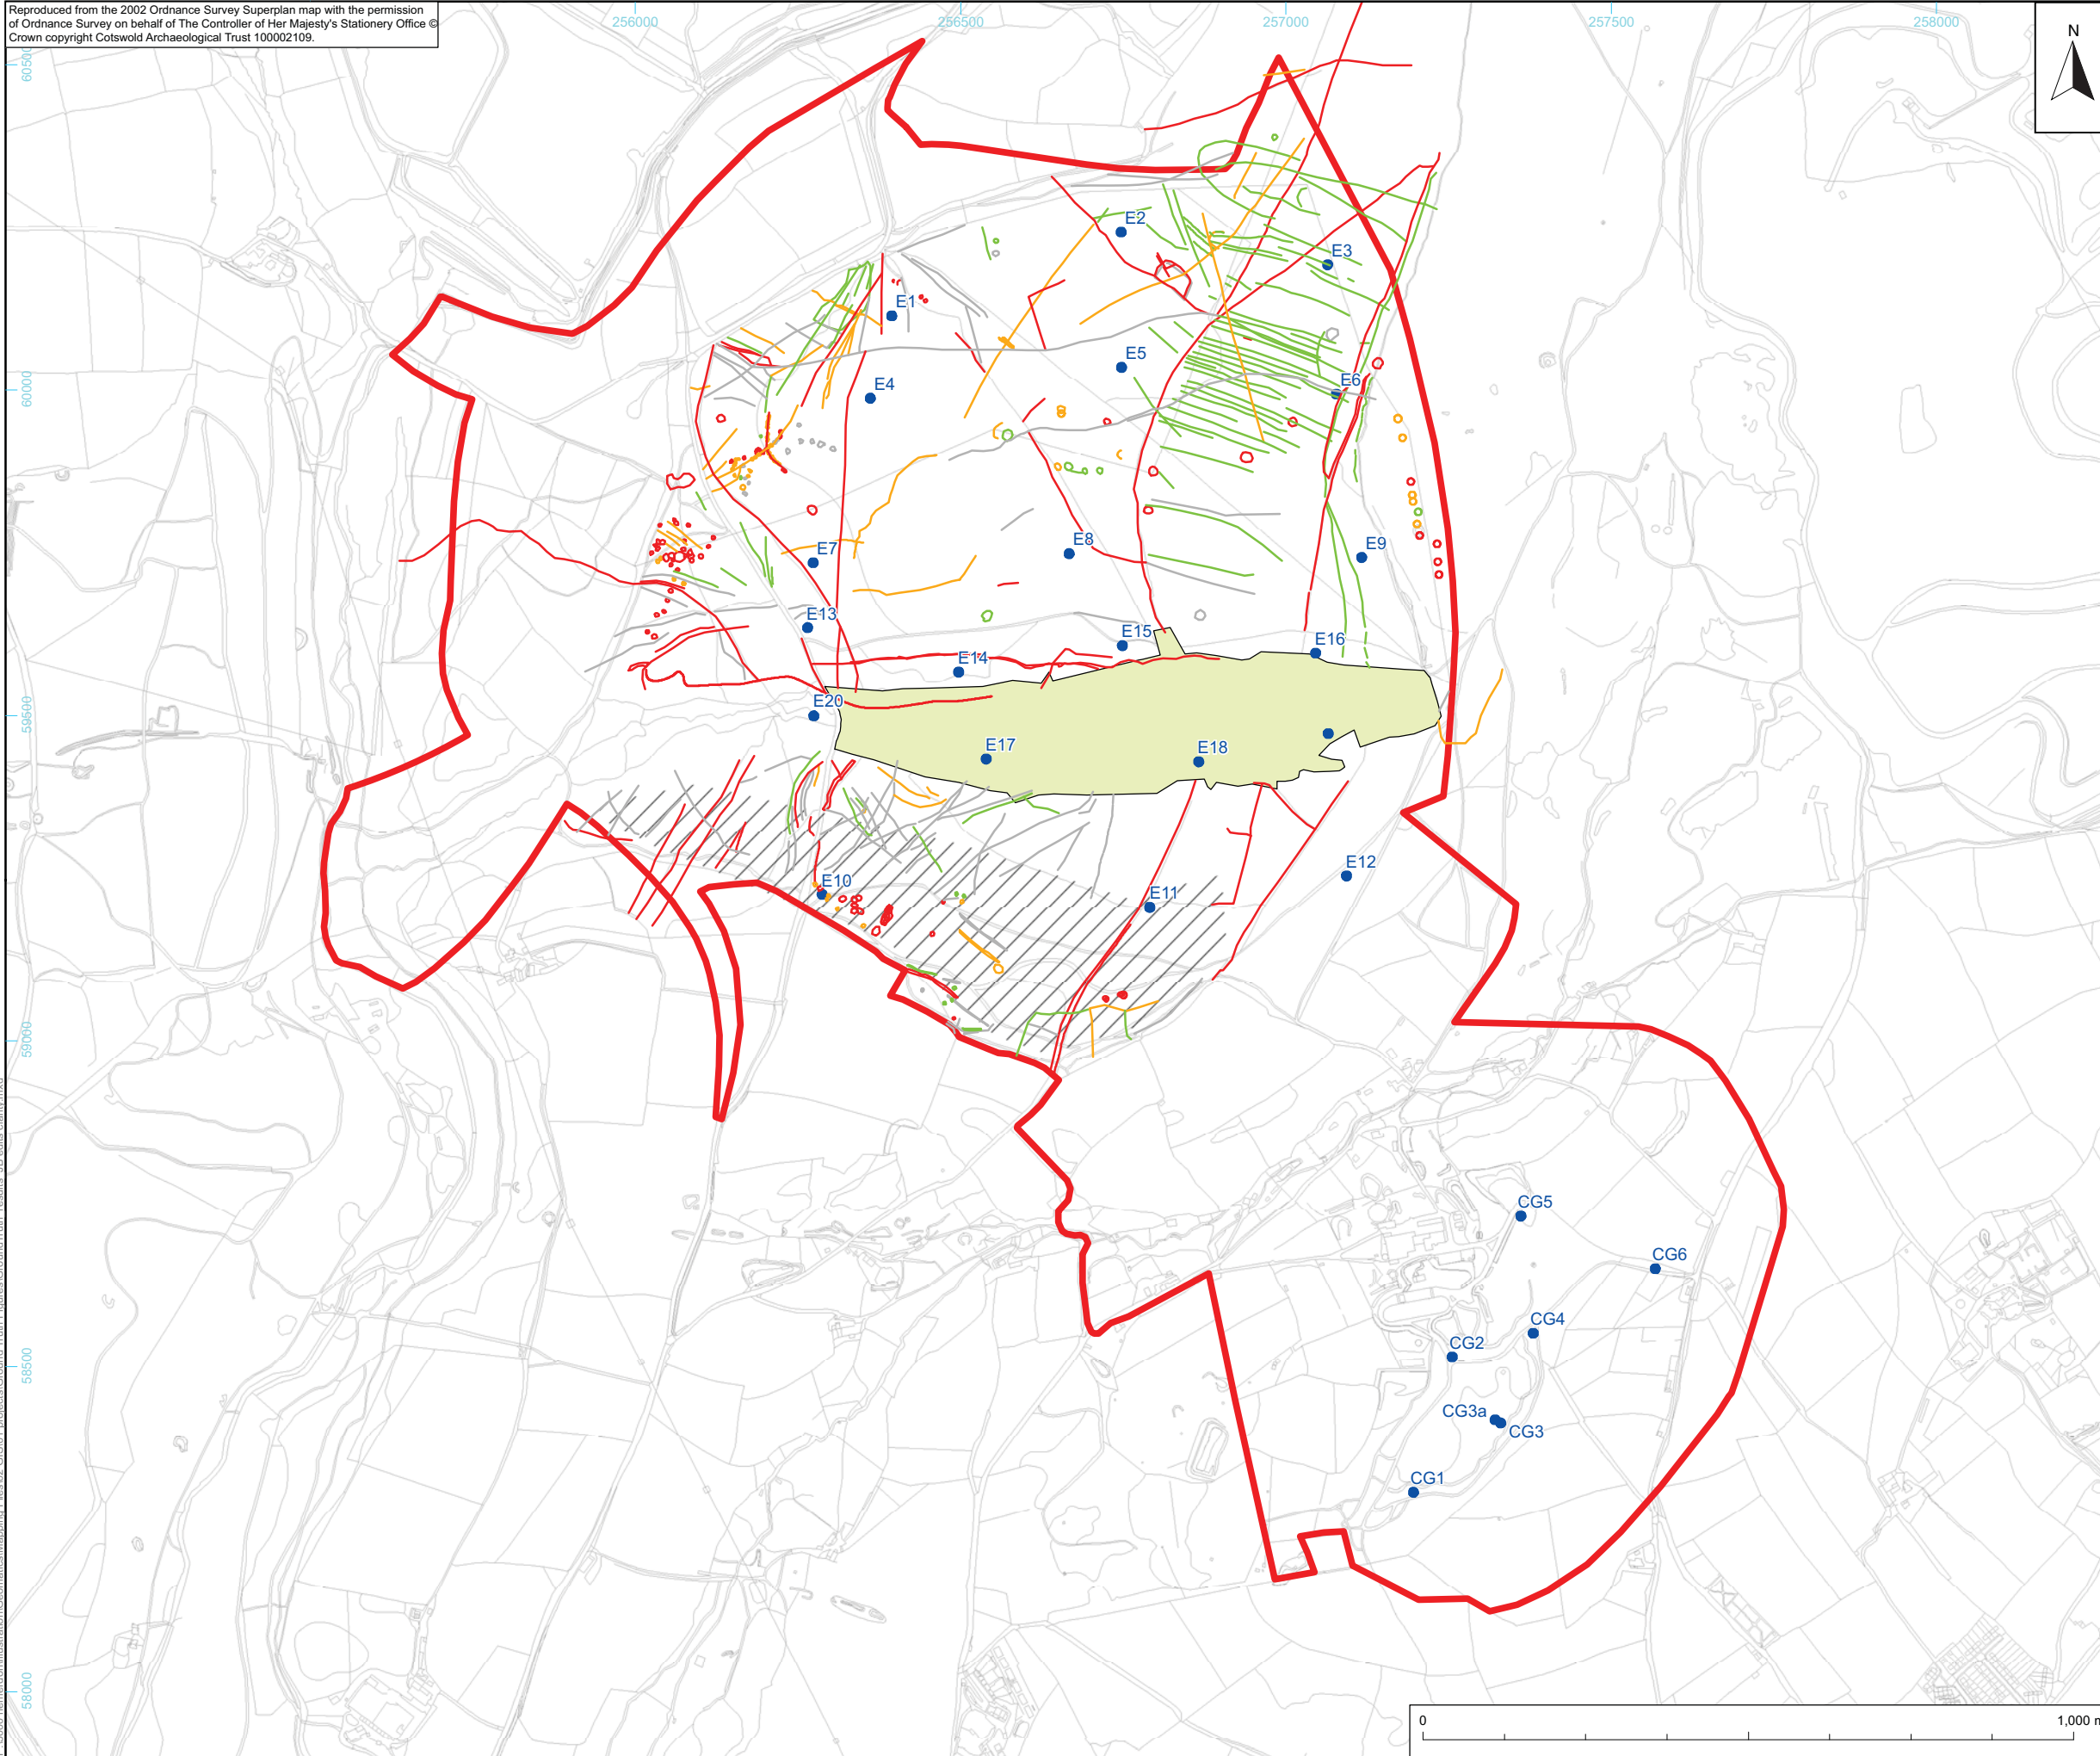 Reproduced from the 2002 Ordnance Survey Superplan map with the permission
of Ordnance Survey on behalf of The Controller of Her Majesty's Stationery Office ©
Crown copyright Cotswold Archaeological Trust 100002109.
256000
256500
257000
257500
258000
N
60500
60000
59500
59000
58500
58000
E2
E3
E1
E5
E4
E6
E8
E9
E7
E13
E15
E16
E14
E20
E17
E18
E12
E10
E11
CG5
CG6
CG4
CG2
CG3a
CG3
CG1
0
1,000 m